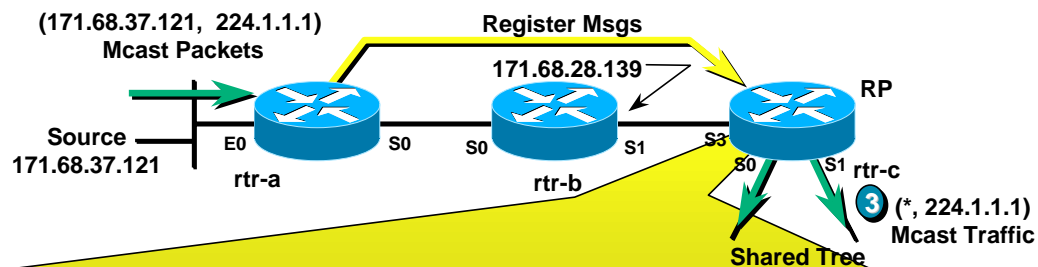 (171.68.37.121, 224.1.1.1)
Mcast Packets
Register Msgs
171.68.28.139
RP
Source
171.68.37.121
E0
S0
S0
S1
S3
S0
S1
rtr-a
rtr-b
rtr-c
3
(*, 224.1.1.1)
Mcast Traffic
Shared Tree